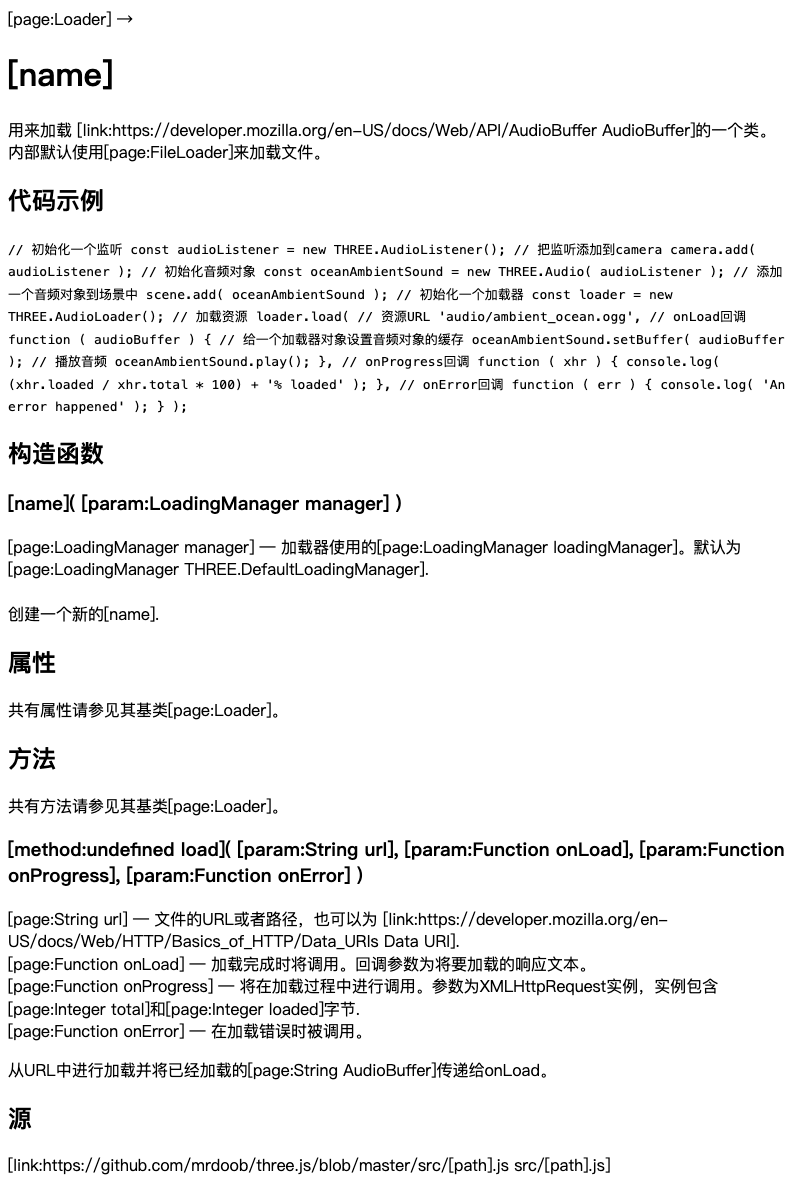 [page:Loader] →
[name]
用来加载 [link:https://developer.mozilla.org/en-US/docs/Web/API/AudioBuffer AudioBuffer]的一个类。
内部默认使用[page:FileLoader]来加载文件。
代码示例
// 初始化一个监听 const audioListener = new THREE.AudioListener(); // 把监听添加到camera camera.add(
audioListener ); // 初始化音频对象 const oceanAmbientSound = new THREE.Audio( audioListener ); // 添加
一个音频对象到场景中 scene.add( oceanAmbientSound ); // 初始化一个加载器 const loader = new
THREE.AudioLoader(); // 加载资源 loader.load( // 资源URL 'audio/ambient_ocean.ogg', // onLoad回调
function ( audioBuffer ) { // 给一个加载器对象设置音频对象的缓存 oceanAmbientSound.setBuffer( audioBuffer
); // 播放音频 oceanAmbientSound.play(); }, // onProgress回调 function ( xhr ) { console.log(
(xhr.loaded / xhr.total * 100) + '% loaded' ); }, // onError回调 function ( err ) { console.log( 'An
error happened' ); } );
构造函数
[name]( [param:LoadingManager manager] )
[page:LoadingManager manager] — 加载器使用的[page:LoadingManager loadingManager]。默认为
[page:LoadingManager THREE.DefaultLoadingManager].
创建一个新的[name].
属性
共有属性请参见其基类[page:Loader]。
方法
共有方法请参见其基类[page:Loader]。
[method:undefined load]( [param:String url], [param:Function onLoad], [param:Function
onProgress], [param:Function onError] )
[page:String url] — 文件的URL或者路径，也可以为 [link:https://developer.mozilla.org/en-
US/docs/Web/HTTP/Basics_of_HTTP/Data_URIs Data URI].
[page:Function onLoad] — 加载完成时将调用。回调参数为将要加载的响应文本。
[page:Function onProgress] — 将在加载过程中进行调用。参数为XMLHttpRequest实例，实例包含
[page:Integer total]和[page:Integer loaded]字节.
[page:Function onError] — 在加载错误时被调用。
从URL中进行加载并将已经加载的[page:String AudioBuffer]传递给onLoad。
源
[link:https://github.com/mrdoob/three.js/blob/master/src/[path].js src/[path].js]